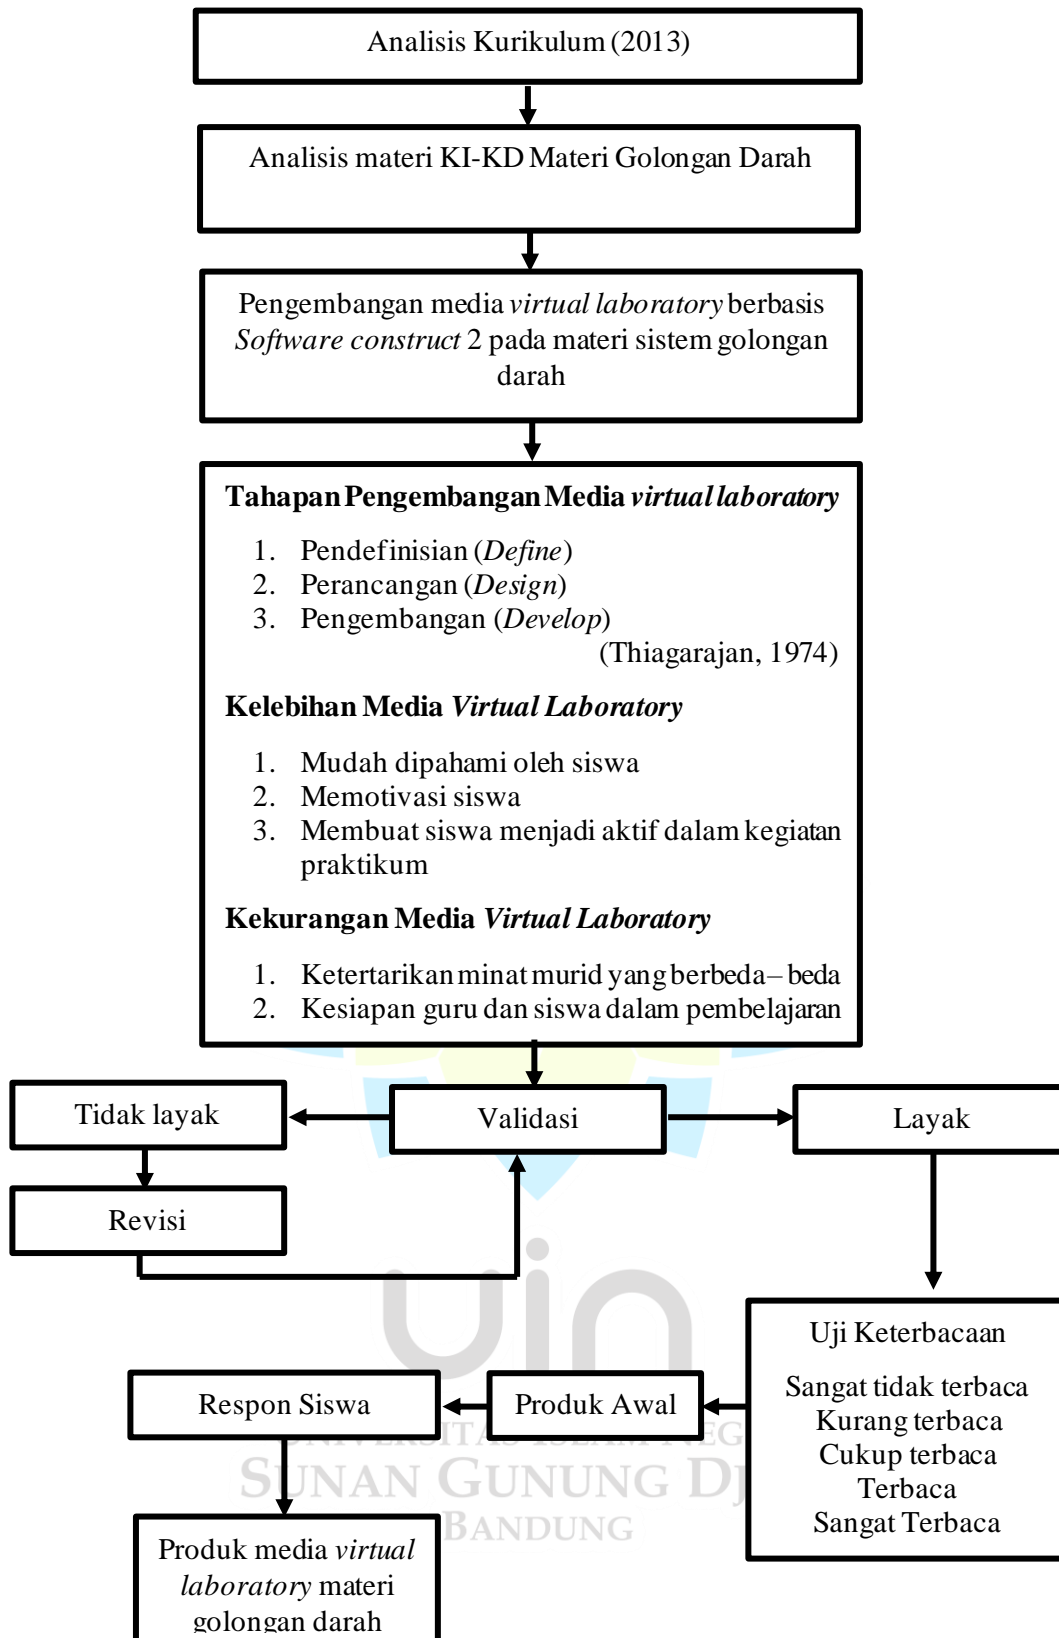 Analisis Kurikulum (2013)
Analisis materi KI-KD Materi Golongan Darah
Pengembangan media virtual laboratory berbasis
Software construct 2 pada materi sistem golongan
darah
Tahapan Pengembangan Media virtual laboratory
1. Pendefinisian (Define)
2. Perancangan (Design)
3. Pengembangan (Develop)
(Thiagarajan, 1974)
Kelebihan Media Virtual Laboratory
1. Mudah dipahami oleh siswa
2. Memotivasi siswa
3. Membuat siswa menjadi aktif dalam kegiatan
praktikum
Kekurangan Media Virtual Laboratory
1. Ketertarikan minat murid yang berbeda – beda
2. Kesiapan guru dan siswa dalam pembelajaran
Tidak layak
Validasi
Layak
Revisi
uin
Uji Keterbacaan
Sangat tidak terbaca
Kurang terbaca
Cukup terbaca
Terbaca
Sangat Terbaca
Produk Awal
Respon Siswa
SUNAN GUNUNG
BANDUNG
Produk media virtual
laboratory materi
golongan darah